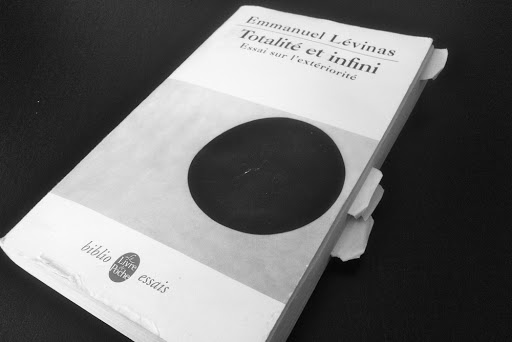 Emmanuel Lévinas
Totalité et infini
Essai sur l'extériorité
biblio
Le
Livre
de
Poche
essais